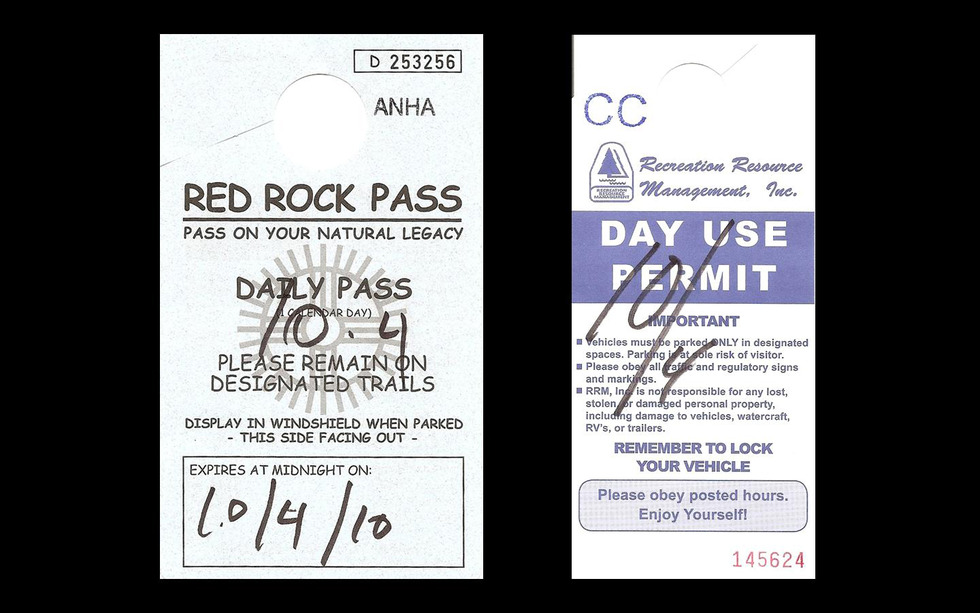 D 253256
ANHA
RED ROCK PASS
PASS ON YOUR NATURAL LEGACY
DAILY PASS
(1 CALENDAR DAY)
10.4
PLEASE REMAIN ON
DESIGNATED TRAILS
DISPLAY IN WINDSHIELD WHEN PARKED
- THIS SIDE FACING OUT -
EXPIRES AT MIDNIGHT ON:
10/4/10
CC
RECREATION
RESOURCE
MANAGEMENT
Recreation Resource
Management, Inc.
DAY USE
PERMIT
10/4
IMPORTANT
■ Vehicles must be parked ONLY in designated
spaces. Parking is at sole risk of visitor.
■ Please obey all traffic and regulatory signs
and markings.
■ RRM, Inc. is not responsible for any lost,
stolen, or damaged personal property,
including damage to vehicles, watercraft,
RV's, or trailers.
REMEMBER TO LOCK
YOUR VEHICLE
Please obey posted hours.
Enjoy Yourself!
145624